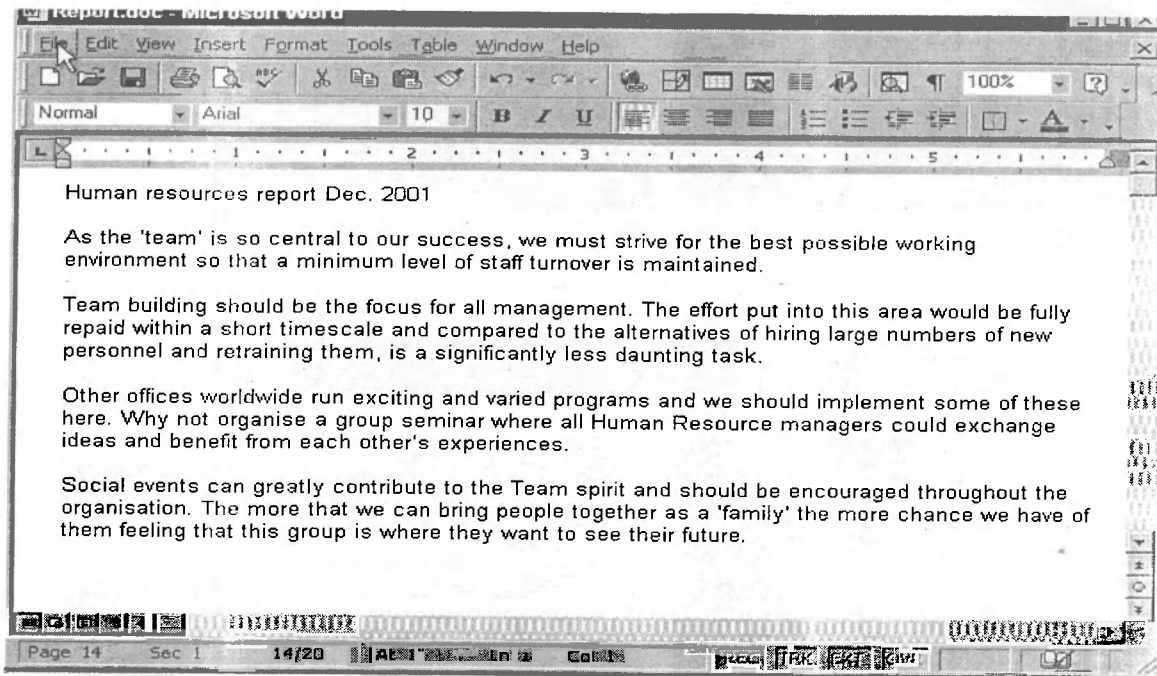 Report.doc - Microsoft Word
File Edit View Insert Format Tools Table Window Help
100%
Normal Arial 10 B I U A
1 2 3 4 5
Human resources report Dec. 2001
As the 'team' is so central to our success, we must strive for the best possible working
environment so that a minimum level of staff turnover is maintained.
Team building should be the focus for all management. The effort put into this area would be fully
repaid within a short timescale and compared to the alternatives of hiring large numbers of new
personnel and retraining them, is a significantly less daunting task.
Other offices worldwide run exciting and varied programs and we should implement some of these
here. Why not organise a group seminar where all Human Resource managers could exchange
ideas and benefit from each other's experiences.
Social events can greatly contribute to the Team spirit and should be encouraged throughout the
organisation. The more that we can bring people together as a 'family' the more chance we have of
them feeling that this group is where they want to see their future.
Page 14 Sec 1 14/20